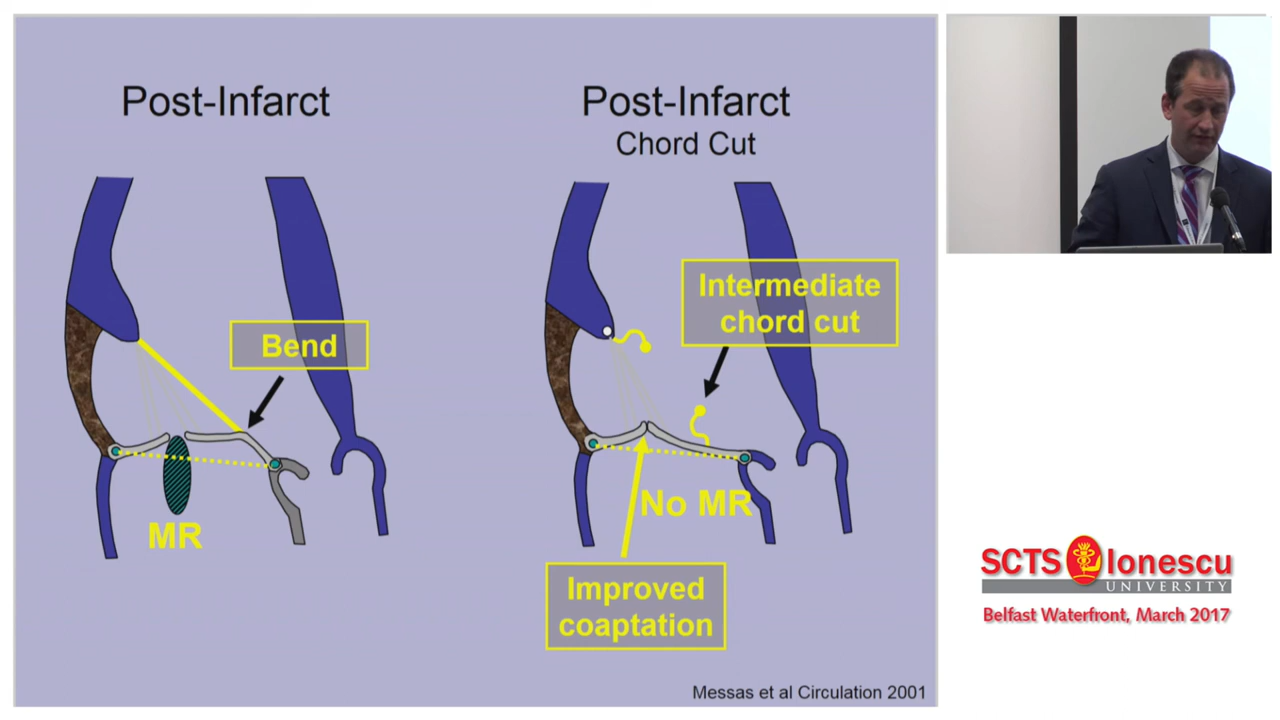 Post-Infarct
Bend
MR
Post-Infarct
Chord Cut
Intermediate
chord cut
No MR
Improved
coaptation
Messas et al Circulation 2001
SCTS Ionescu
UNIVERSITY
Belfast Waterfront, March 2017